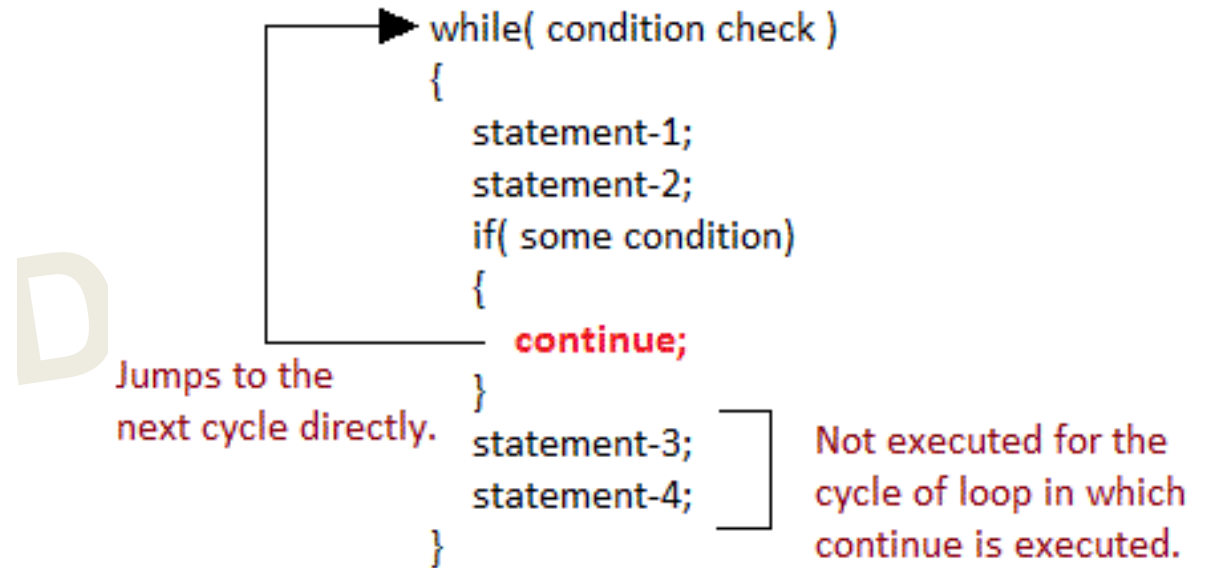 while( condition check )
{
statement-1;
statement-2;
if( some condition)
{
continue;
}
Jumps to the
next cycle directly.
statement-3;
statement-4;
Not executed for the
cycle of loop in which
continue is executed.
}
D